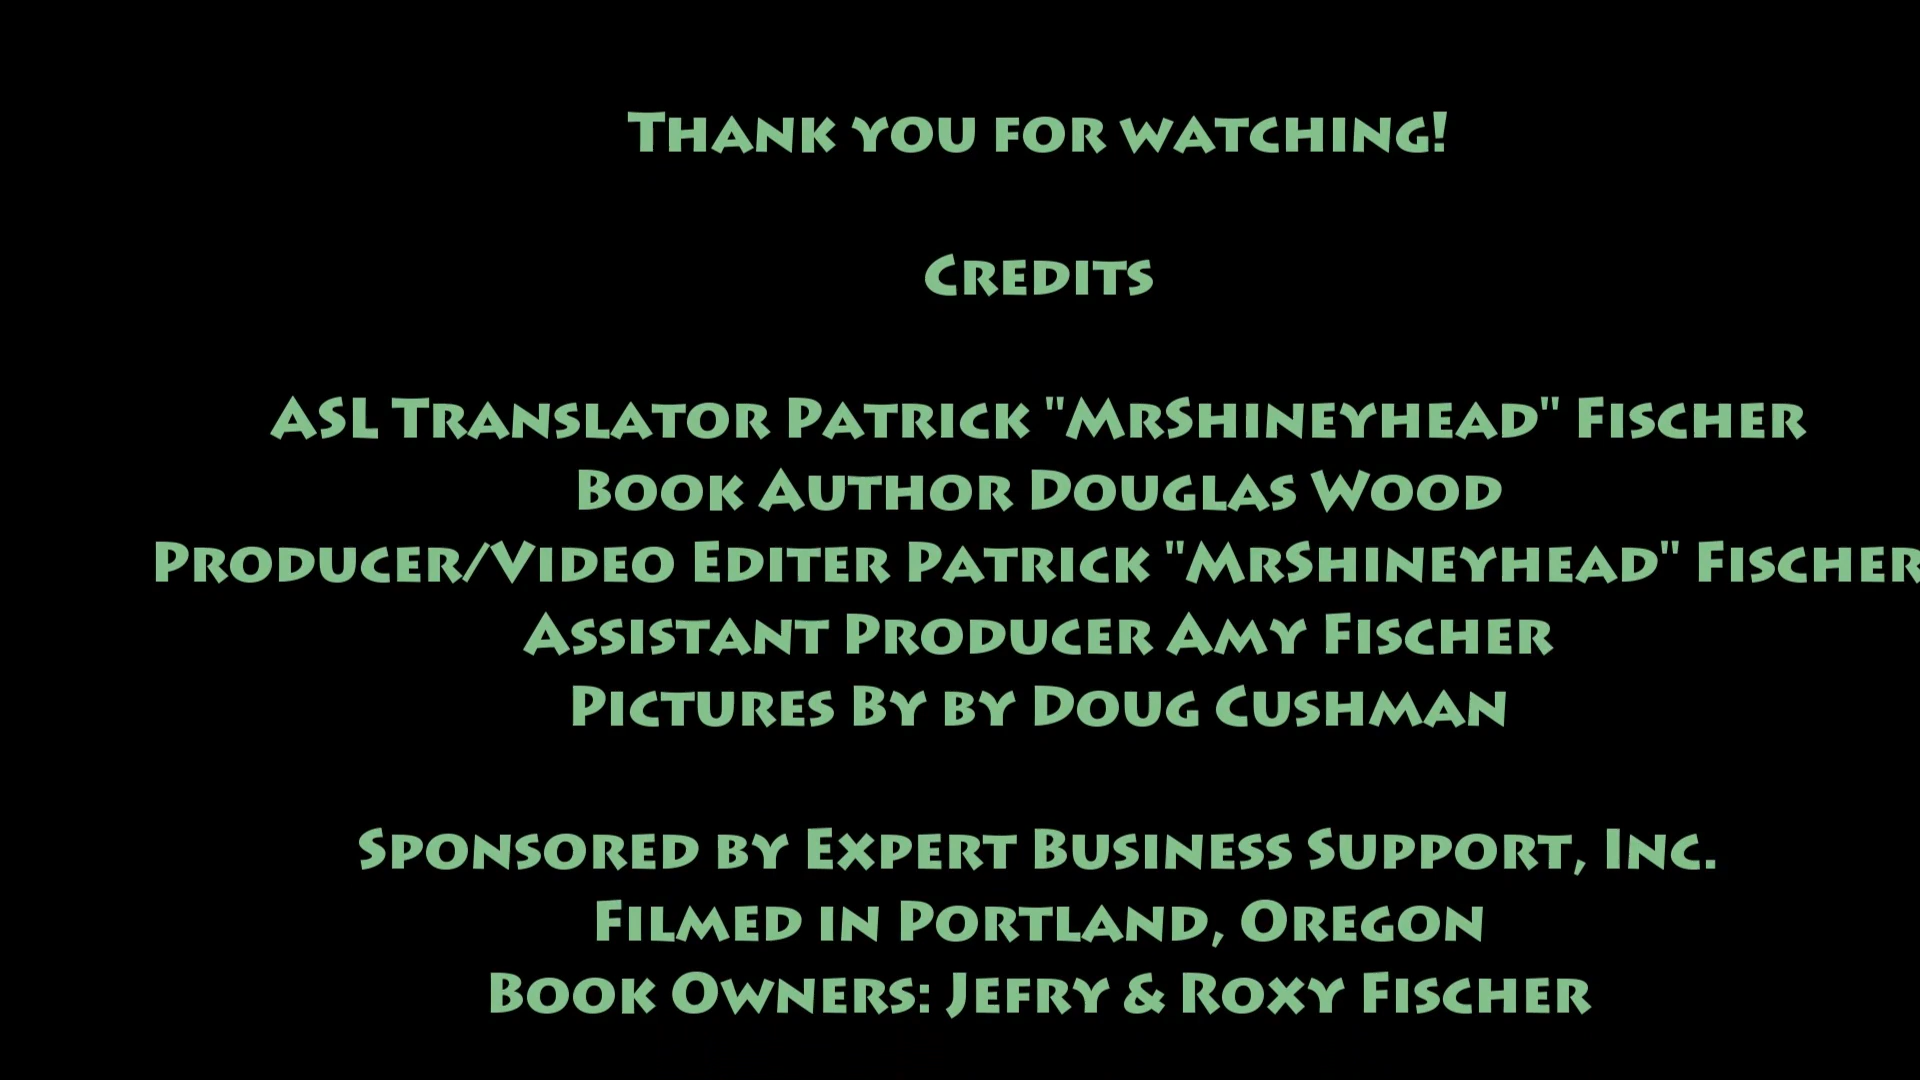 Thank you for watching!
Credits
ASL Translator Patrick "MrShineyhead" Fischer
Book Author Douglas Wood
Producer/Video Editer Patrick "MrShineyhead" Fischer
Assistant Producer Amy Fischer
Pictures By by Doug Cushman
Sponsored by Expert Business Support, Inc.
Filmed in Portland, Oregon
Book Owners: Jefry & Roxy Fischer